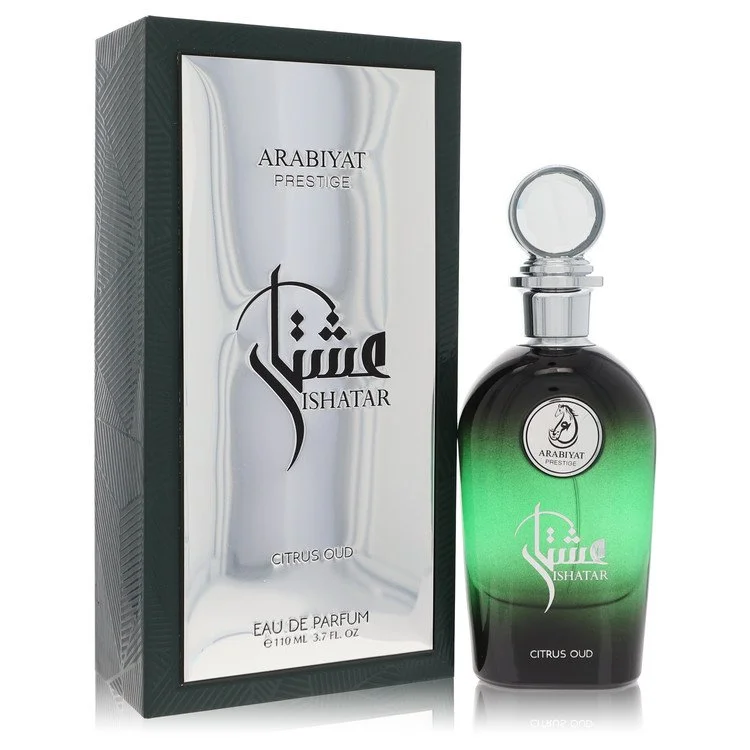 ARABIYAT
PRESTIGE
عشتار
ISHATAR
CITRUS OUD
EAU DE PARFUM
℮ 110 ML 3.7 FL. OZ
ARABIYAT
PRESTIGE
عشتار
ISHATAR
CITRUS OUD